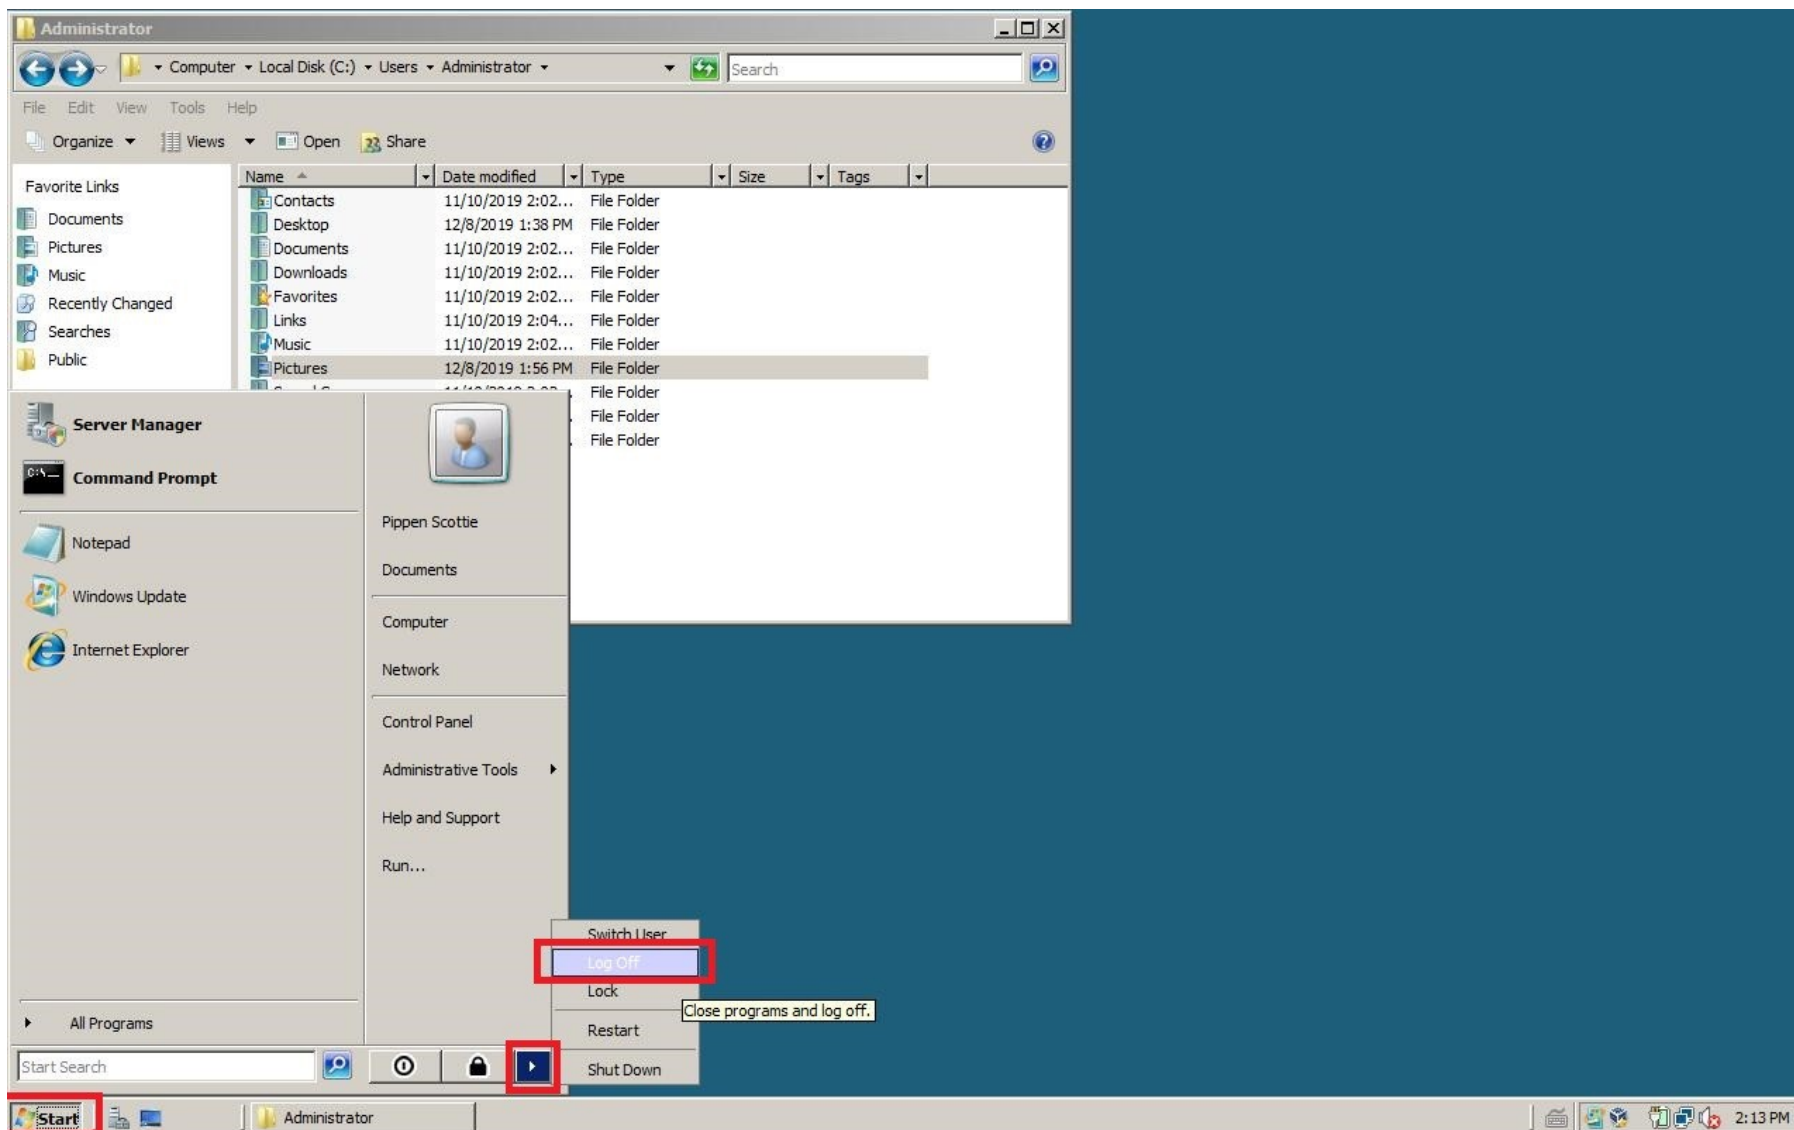 Administrator
Computer Local Disk (C:) Users Administrator Search
File Edit View Tools Help
Organize Views Open Share
Favorite Links
Documents
Pictures
Music
Recently Changed
Searches
Public
Name Date modified Type Size Tags
Contacts 11/10/2019 2:02... File Folder
Desktop 12/8/2019 1:38 PM File Folder
Documents 11/10/2019 2:02... File Folder
Downloads 11/10/2019 2:02... File Folder
Favorites 11/10/2019 2:02... File Folder
Links 11/10/2019 2:04... File Folder
Music 11/10/2019 2:02... File Folder
Pictures 12/8/2019 1:56 PM File Folder
File Folder
File Folder
File Folder
Server Manager
Command Prompt
Notepad
Windows Update
Internet Explorer
All Programs
Start Search
Pippen Scottie
Documents
Computer
Network
Control Panel
Administrative Tools
Help and Support
Run...
Switch User
Log Off
Lock
Close programs and log off.
Restart
Shut Down
Start Administrator 2:13 PM